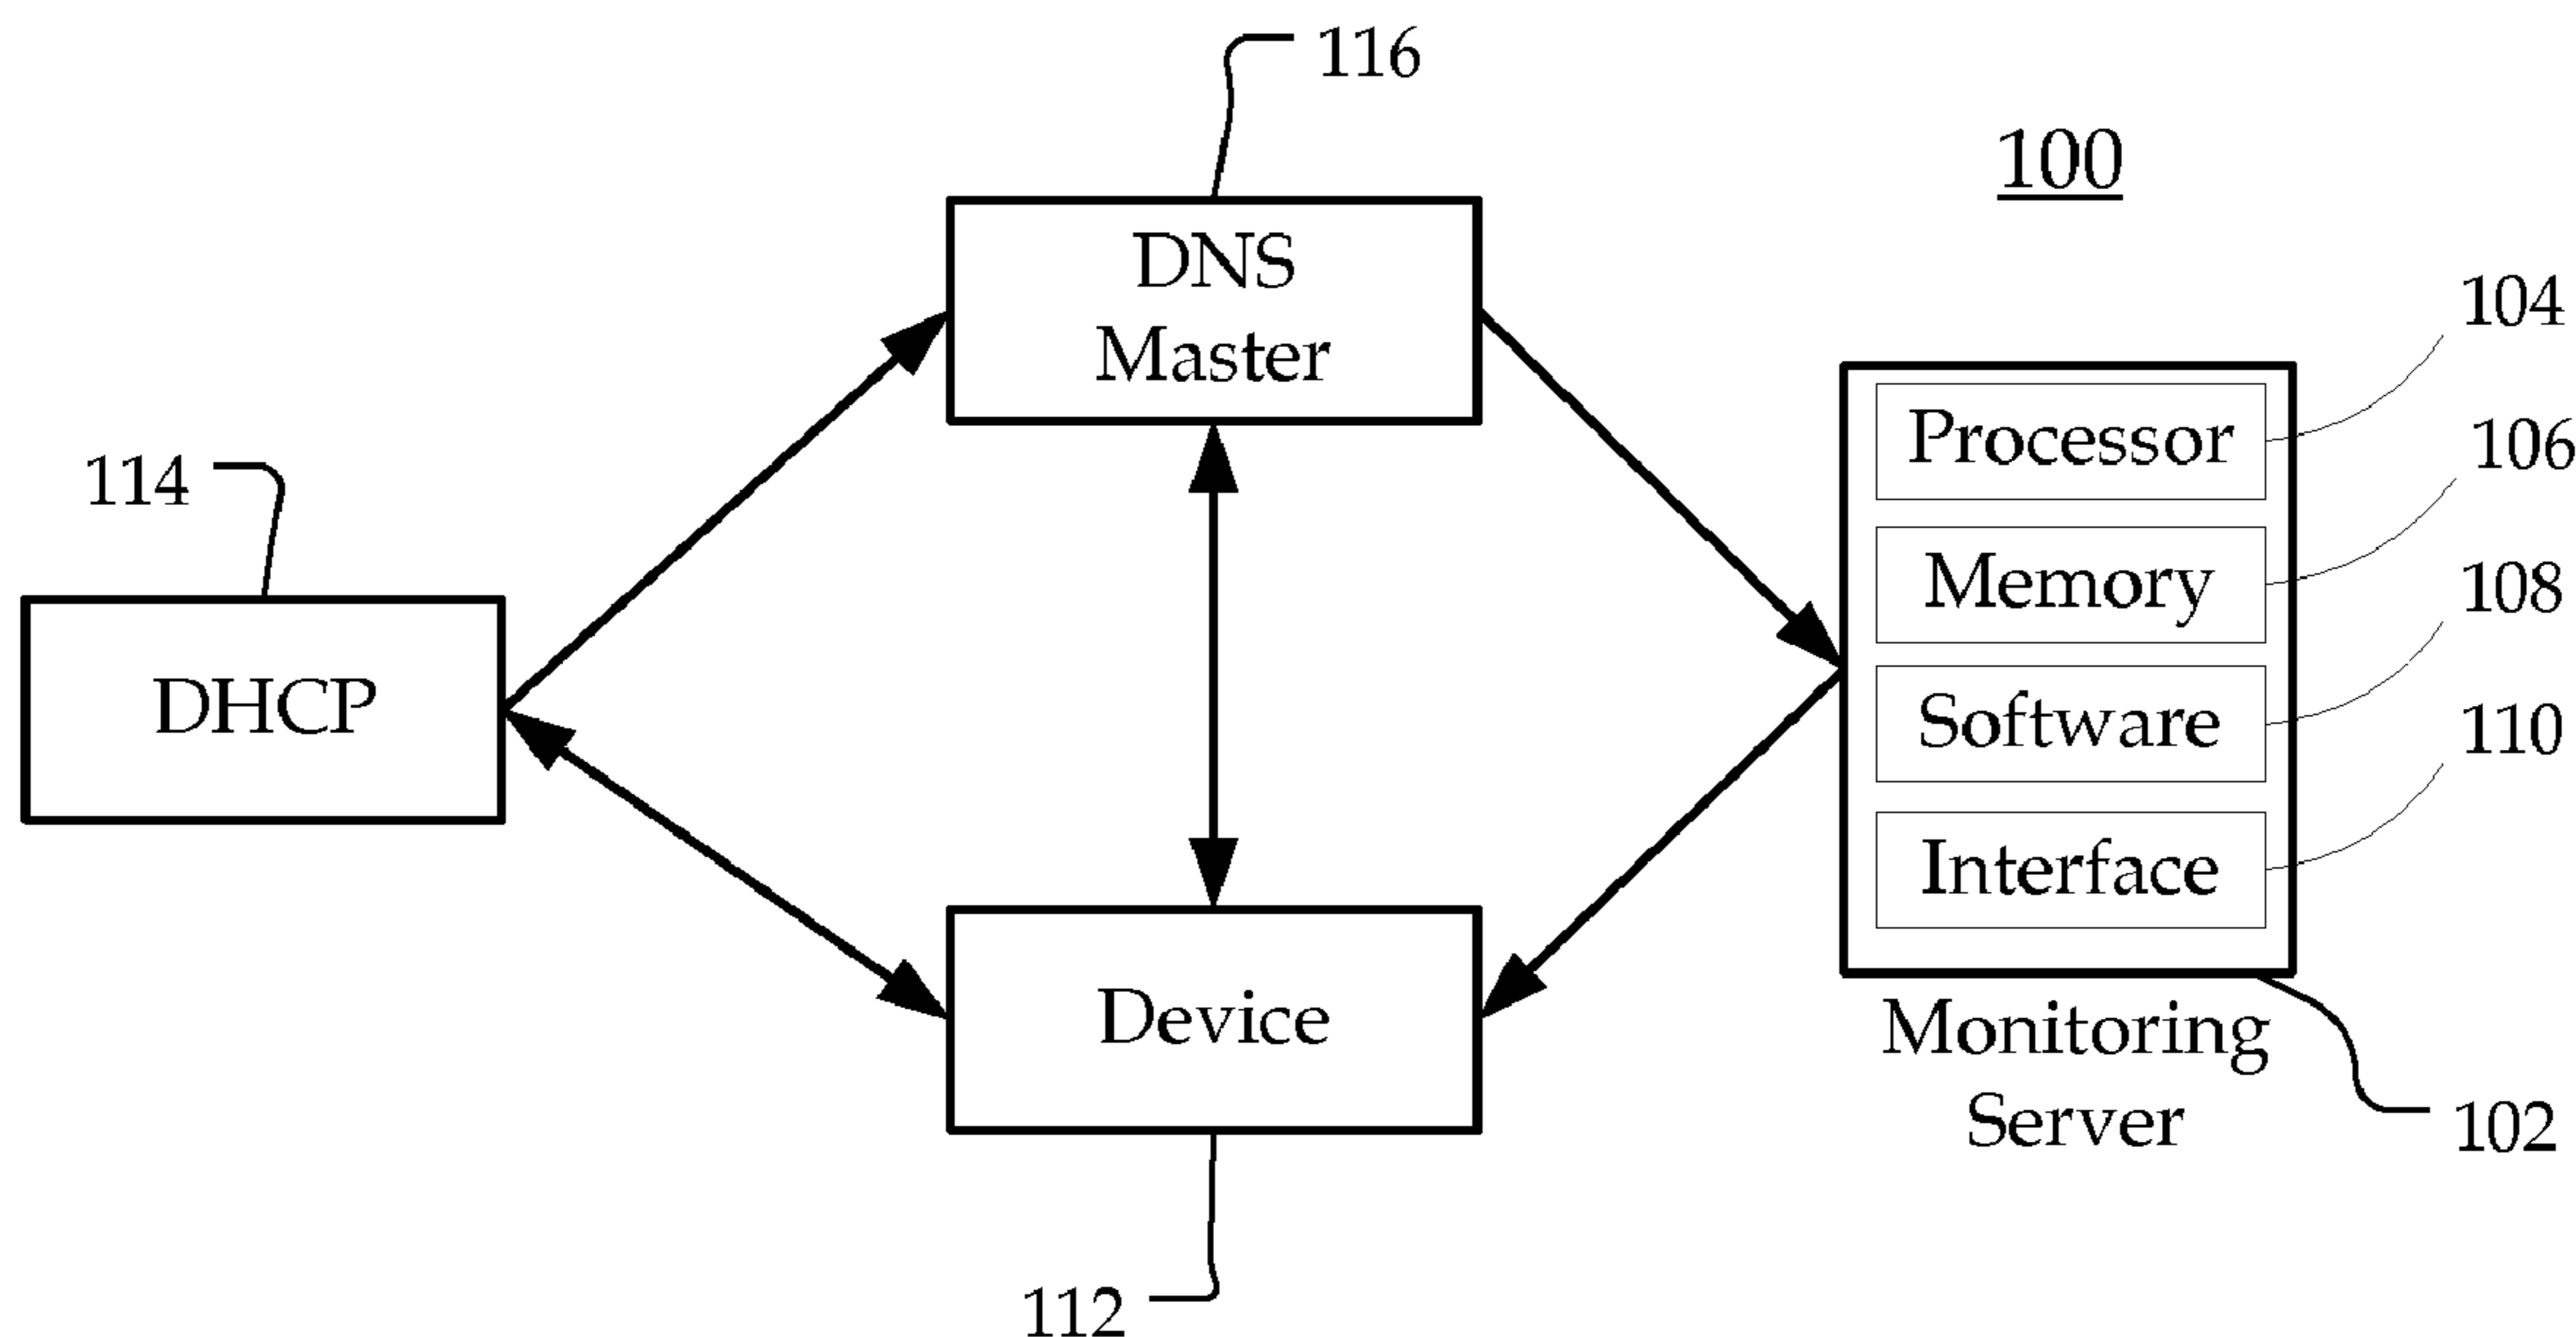 116
100
DNS
Master
104
Processor
106
Memory
114
108
DHCP
Software
110
Interface
Device
Monitoring
Server
102
112